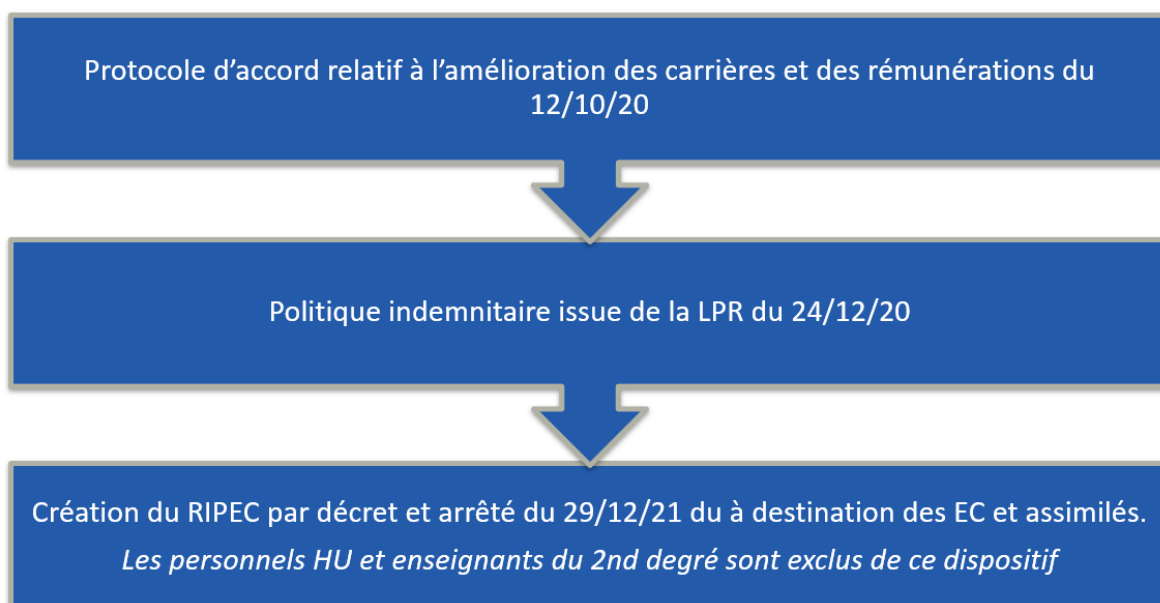 Protocole d’accord relatif à l’amélioration des carrières et des rémunérations du
12/10/20
Politique indemnitaire issue de la LPR du 24/12/20
Création du RIPEC par décret et arrêté du 29/12/21 du à destination des EC et assimilés.
Les personnels HU et enseignants du 2nd degré sont exclus de ce dispositif